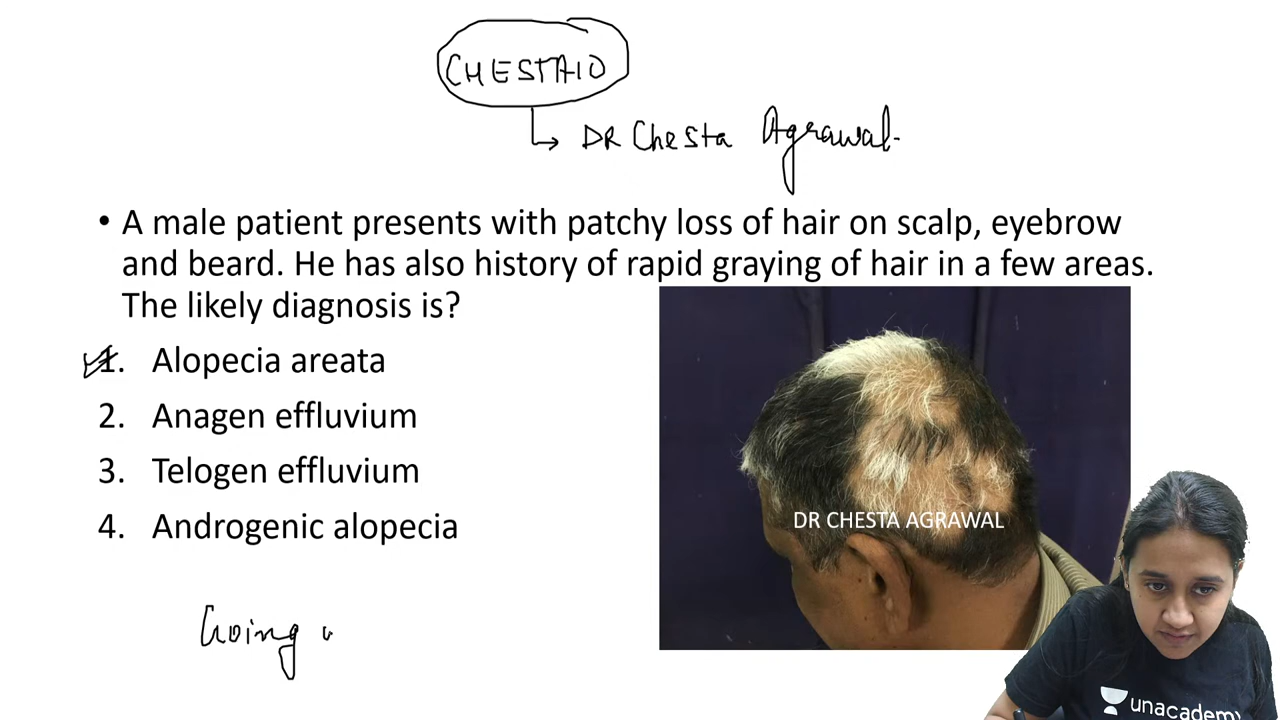 CHESTA10
DR Chesta Agrawal
• A male patient presents with patchy loss of hair on scalp, eyebrow
and beard. He has also history of rapid graying of hair in a few areas.
The likely diagnosis is?
1. Alopecia areata
2. Anagen effluvium
3. Telogen effluvium
4. Androgenic alopecia
DR CHESTA AGRAWAL
Going
unacademy